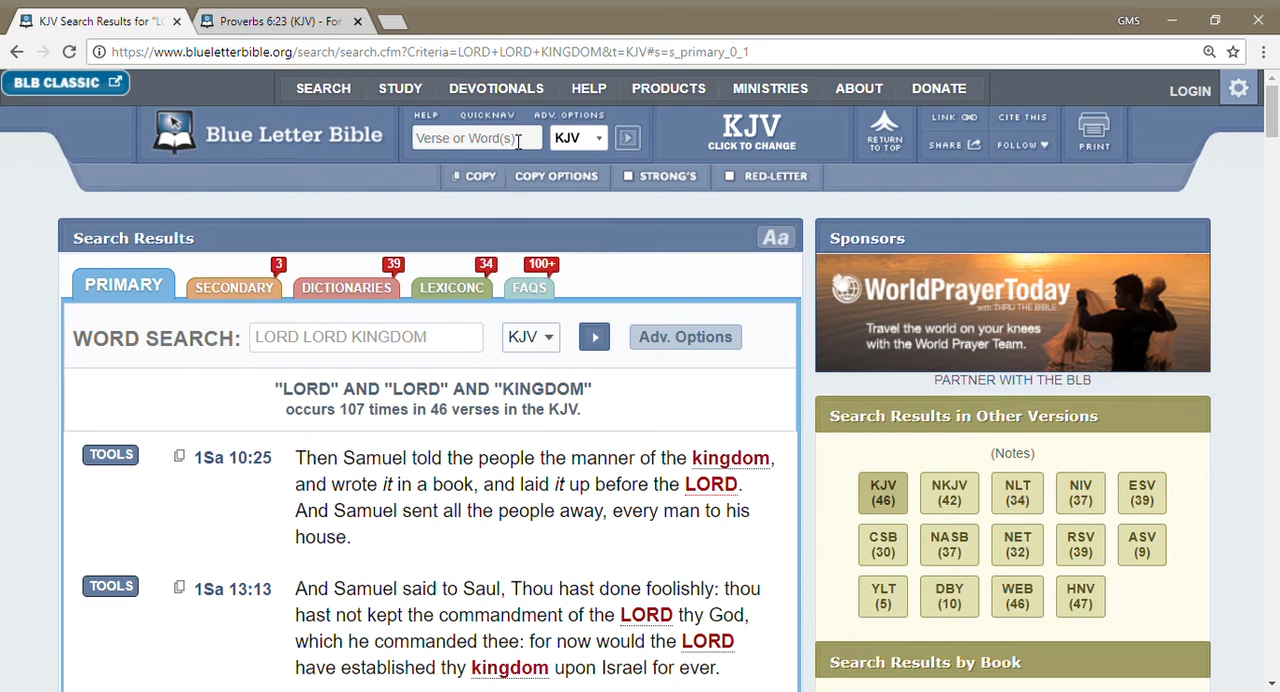 KJV Search Results for "LO
Proverbs 6:23 (KJV) - For
GMS
https://www.blueletterbible.org/search/search.cfm?Criteria=LORD+LORD+KINGDOM&t=KJV#s=s_primary_0_1
BLB CLASSIC
SEARCH STUDY DEVOTIONALS HELP PRODUCTS MINISTRIES ABOUT DONATE
LOGIN
Blue Letter Bible
HELP QUICKNAV ADV. OPTIONS
Verse or Word(s) KJV
KJV
CLICK TO CHANGE
RETURN
TO TOP
LINK CITE THIS
SHARE FOLLOW
PRINT
COPY COPY OPTIONS STRONG'S RED-LETTER
Search Results Aa
3 39 34 100+
PRIMARY SECONDARY DICTIONARIES LEXICONC FAQS
WORD SEARCH: LORD LORD KINGDOM KJV Adv. Options
"LORD" AND "LORD" AND "KINGDOM"
occurs 107 times in 46 verses in the KJV.
TOOLS 1Sa 10:25 Then Samuel told the people the manner of the kingdom,
and wrote it in a book, and laid it up before the LORD.
And Samuel sent all the people away, every man to his
house.
TOOLS 1Sa 13:13 And Samuel said to Saul, Thou hast done foolishly: thou
hast not kept the commandment of the LORD thy God,
which he commanded thee: for now would the LORD
have established thy kingdom upon Israel for ever.
Sponsors
WorldPrayerToday
with THRU THE BIBLE
Travel the world on your knees
with the World Prayer Team.
PARTNER WITH THE BLB
Search Results in Other Versions
(Notes)
KJV NKJV NLT NIV ESV
(46) (42) (34) (37) (39)
CSB NASB NET RSV ASV
(30) (37) (32) (39) (9)
YLT DBY WEB HNV
(5) (10) (46) (47)
Search Results by Book